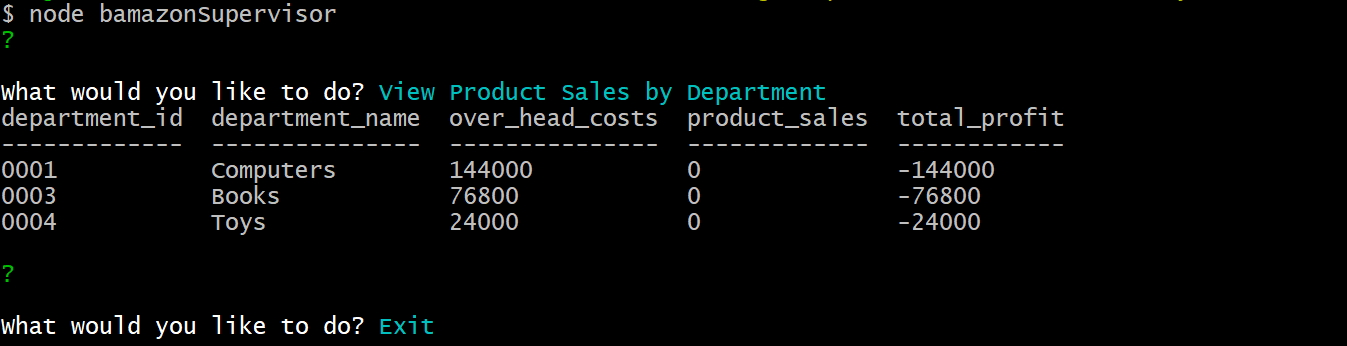 $ node bamazonSupervisor
?
What would you like to do? View Product Sales by Department
department_id  department_name  over_head_costs  product_sales  total_profit
-------------  ---------------  ---------------  -------------  ------------
0001           Computers        144000           0              -144000
0003           Books            76800            0              -76800
0004           Toys             24000            0              -24000
?
What would you like to do? Exit